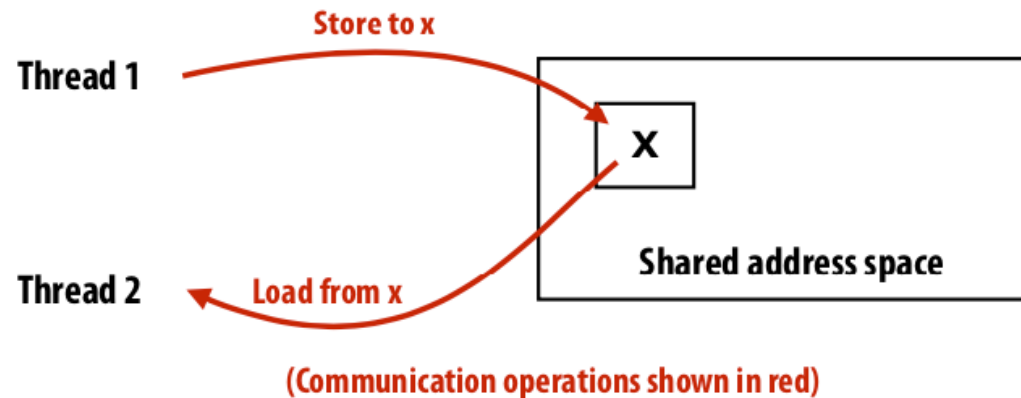 Store to x
Thread 1
X
Shared address space
Thread 2
Load from x
(Communication operations shown in red)